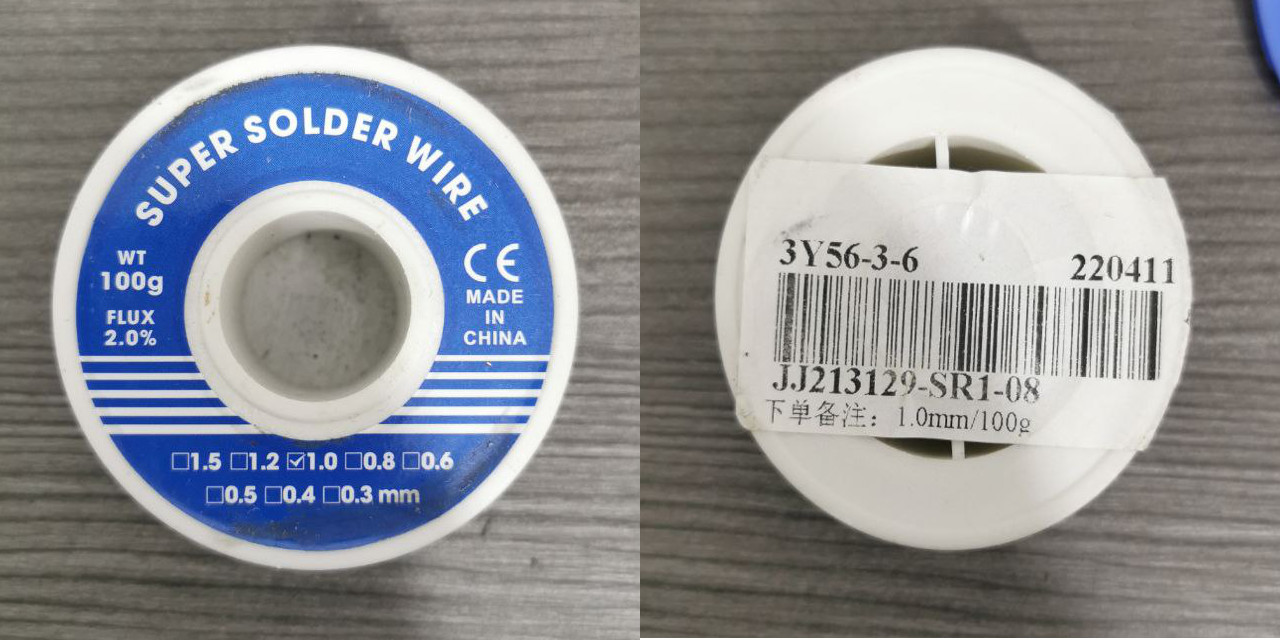 SUPER SOLDER WIRE
WT
100g
FLUX
2.0%
CE
MADE
IN
CHINA
☐1.5 ☐1.2 ☑1.0 ☐0.8 ☐0.6
☐0.5 ☐0.4 ☐0.3 mm
3Y56-3-6 220411
JJ213129-SR1-08
下单备注：1.0mm/100g